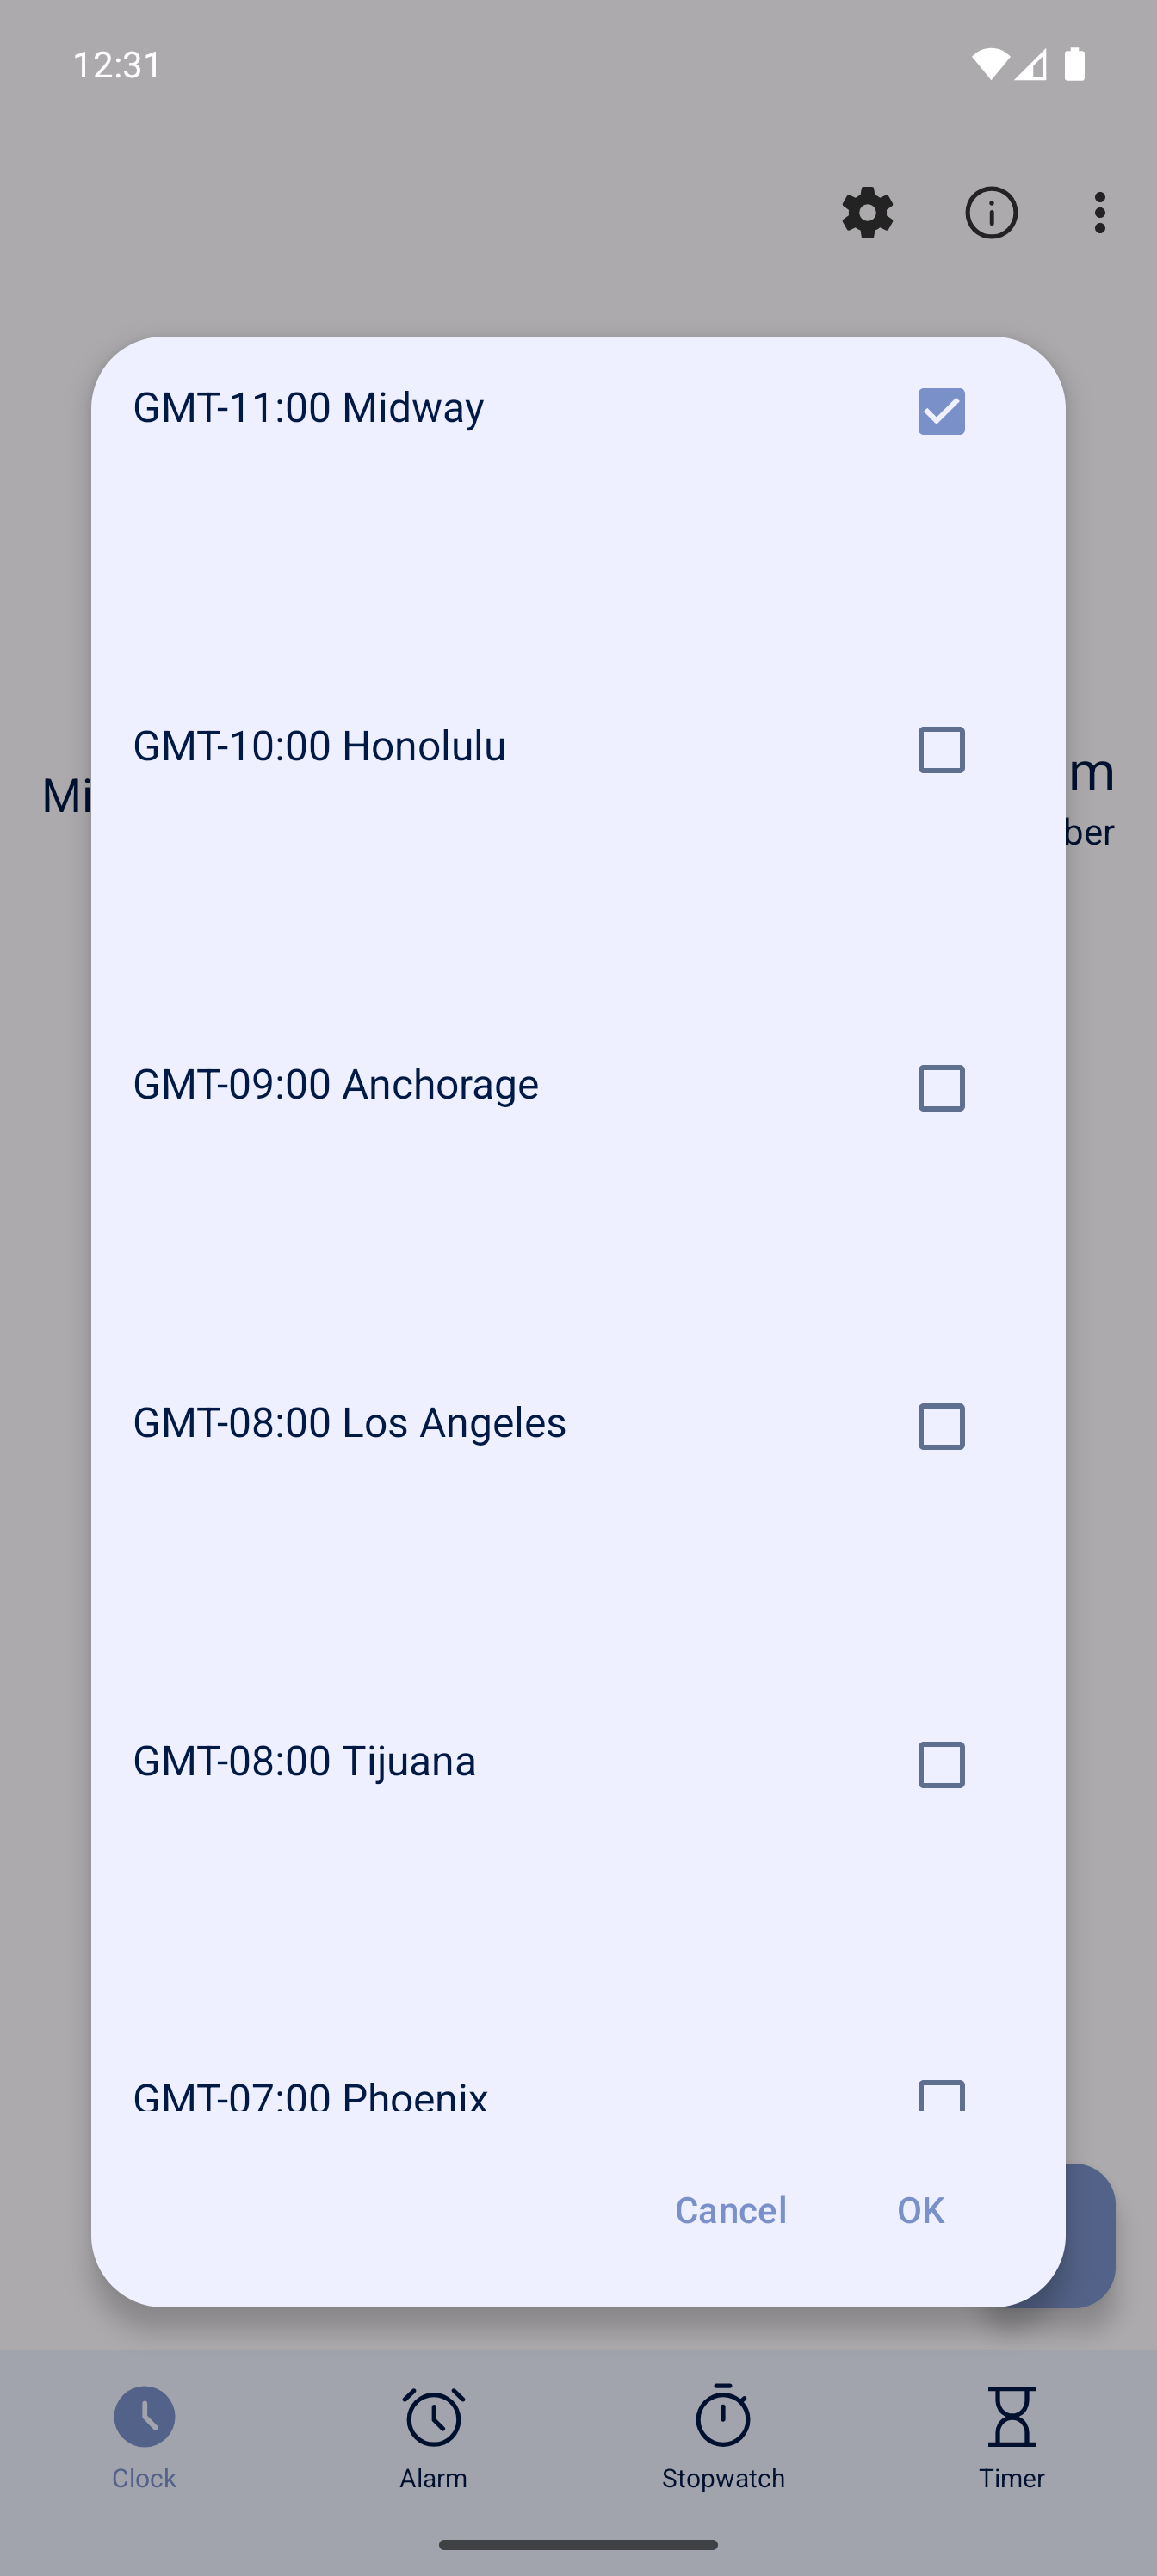 12:31
GMT-11:00 Midway
GMT-10:00 Honolulu
Mi
m
ber
GMT-09:00 Anchorage
GMT-08:00 Los Angeles
GMT-08:00 Tijuana
GMT-07:00 Phoenix
Cancel OK
Clock Alarm Stopwatch Timer